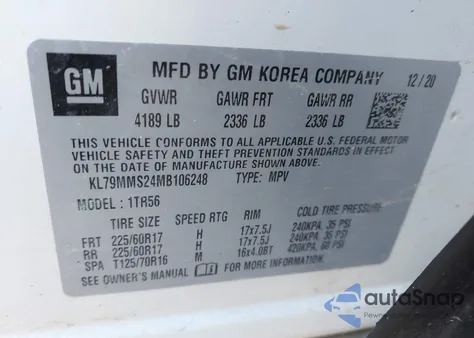 GM MFD BY GM KOREA COMPANY 12/20
GVWR GAWR FRT GAWR RR
4189 LB 2336 LB 2336 LB
THIS VEHICLE CONFORMS TO ALL APPLICABLE U.S. FEDERAL MOTOR
VEHICLE SAFETY AND THEFT PREVENTION STANDARDS IN EFFECT ON THE
DATE OF MANUFACTURE SHOWN ABOVE.
KL79MMS24MB106248 TYPE: MPV
MODEL: 1TR56
TIRE SIZE SPEED RTG RIM COLD TIRE PRESSURE
FRT 225/60R17 H 17x7.5J 240KPA, 35 PSI
RR 225/60R17 H 17x7.5J 240KPA, 35 PSI
SPA T125/70R16 M 16x4.0BT 420KPA, 60 PSI
SEE OWNER'S MANUAL FOR MORE INFORMATION.
autoSnap